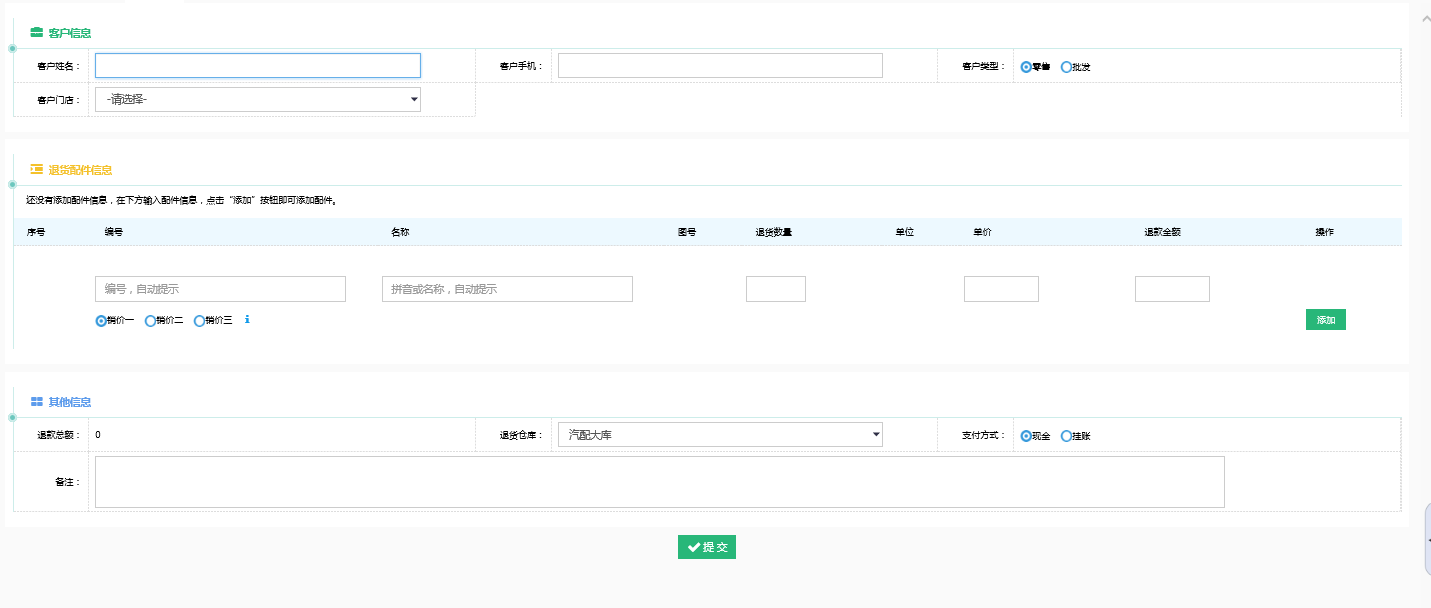 客户信息
客户姓名： 客户手机： 客户类型： 零售 批发
客户门店： -请选择-
退货配件信息
还没有添加配件信息，在下方输入配件信息，点击“添加”按钮即可添加配件。
序号 编号 名称 图号 退货数量 单位 单价 退款金额 操作
编号，自动提示 拼音或名称，自动提示
销价一 销价二 销价三 添加
其他信息
退款总额： 0 退货仓库： 汽配大库 支付方式： 现金 挂账
备注：
提交